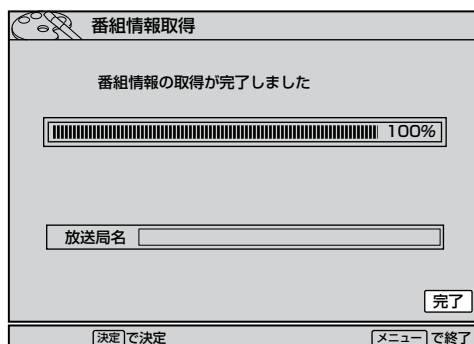 番組情報取得
番組情報の取得が完了しました
100%
放送局名
完了
決定で決定 メニューで終了